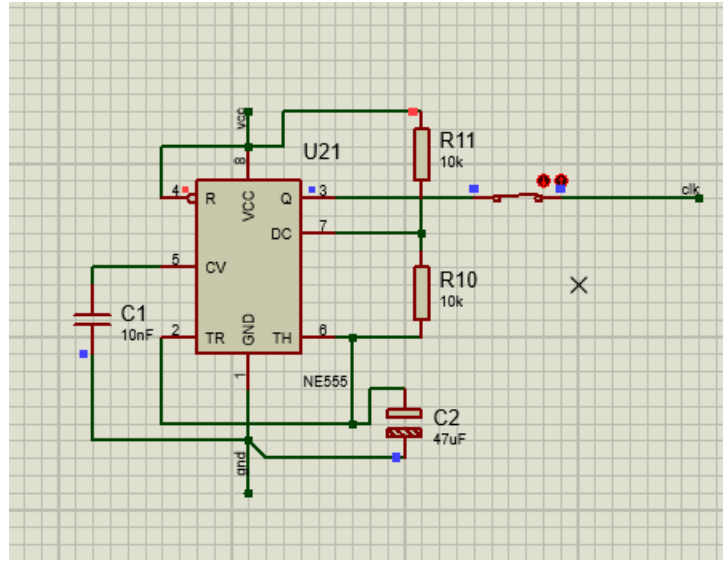 vcc
U21
R11
10k
8
4
R
VCC
Q
3
clk
DC
7
5
CV
R10
10k
C1
10nF
2
TR
GND
TH
6
1
NE555
C2
47uF
gnd